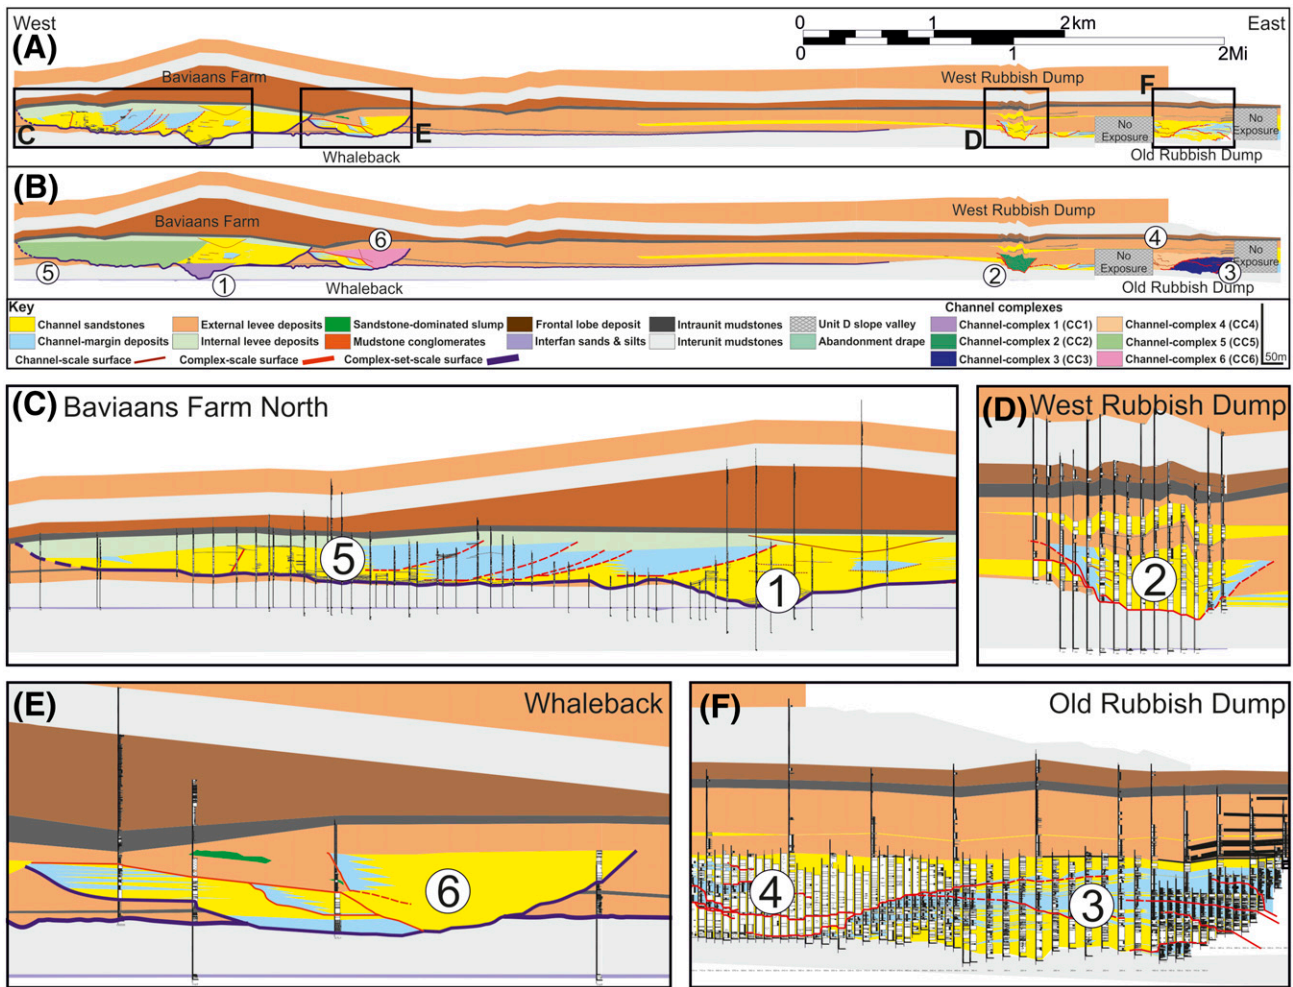 West
East
(A)
0 1 2km
0 1 2Mi
Baviaans Farm
West Rubbish Dump
F
C
E
D
No
Exposure
No
Exposure
Whaleback
Old Rubbish Dump
(B)
Baviaans Farm
West Rubbish Dump
6
4
5
1
2
3
No
Exposure
No
Exposure
Whaleback
Old Rubbish Dump
Key
Channel complexes
Channel sandstones
External levee deposits
Sandstone-dominated slump
Frontal lobe deposit
Intraunit mudstones
Unit D slope valley
Channel-complex 1 (CC1)
Channel-complex 4 (CC4)
Channel-margin deposits
Internal levee deposits
Mudstone conglomerates
Interfan sands & silts
Interunit mudstones
Abandonment drape
Channel-complex 2 (CC2)
Channel-complex 5 (CC5)
Channel-scale surface
Complex-scale surface
Complex-set-scale surface
Channel-complex 3 (CC3)
Channel-complex 6 (CC6)
50m
(C) Baviaans Farm North
5
1
(D) West Rubbish Dump
2
(E)
Whaleback
6
(F)
Old Rubbish Dump
4
3